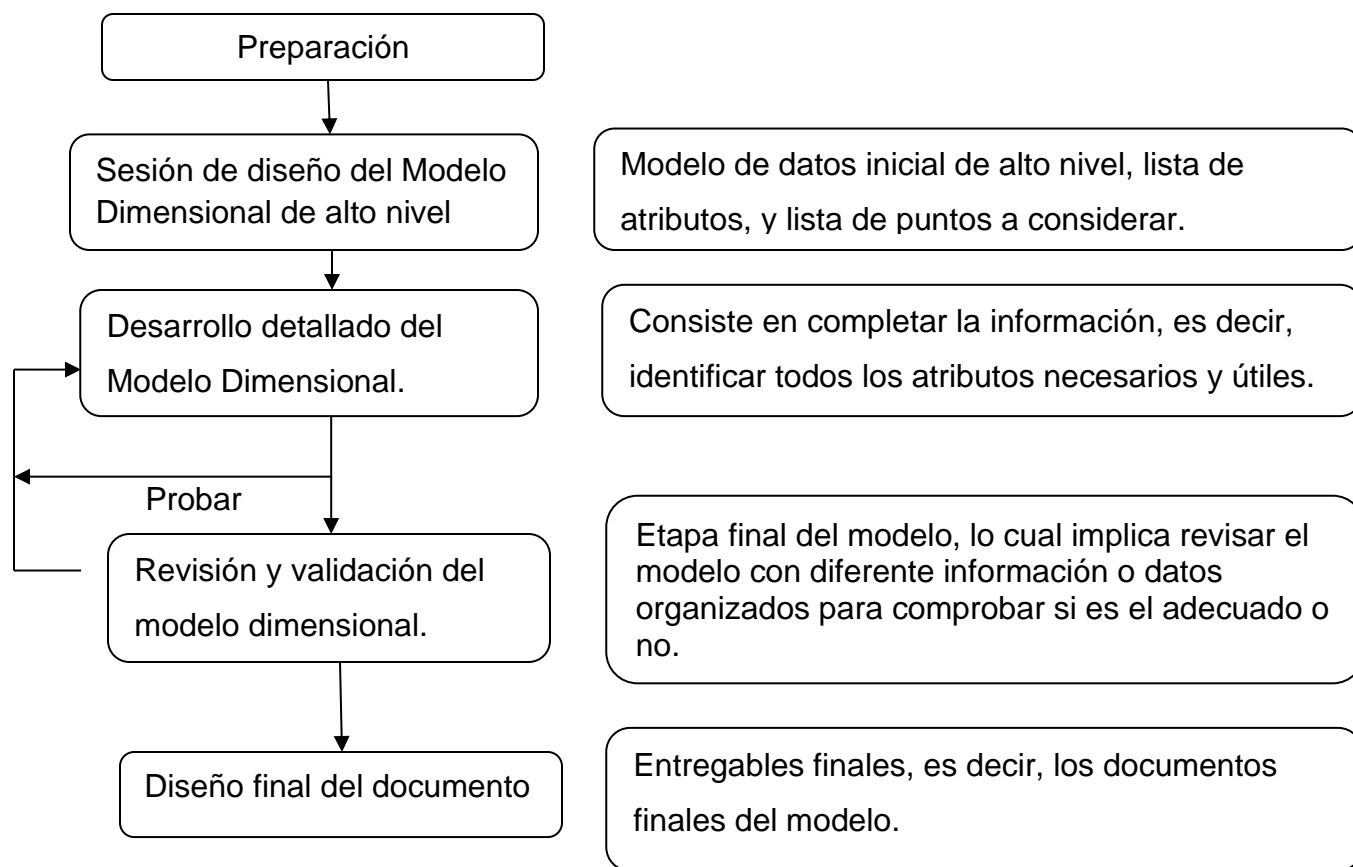 Preparación
Sesión de diseño del Modelo
Dimensional de alto nivel
Modelo de datos inicial de alto nivel, lista de
atributos, y lista de puntos a considerar.
Desarrollo detallado del
Modelo Dimensional.
Consiste en completar la información, es decir,
identificar todos los atributos necesarios y útiles.
Probar
Revisión y validación del
modelo dimensional.
Etapa final del modelo, lo cual implica revisar el
modelo con diferente información o datos
organizados para comprobar si es el adecuado o
no.
Diseño final del documento
Entregables finales, es decir, los documentos
finales del modelo.